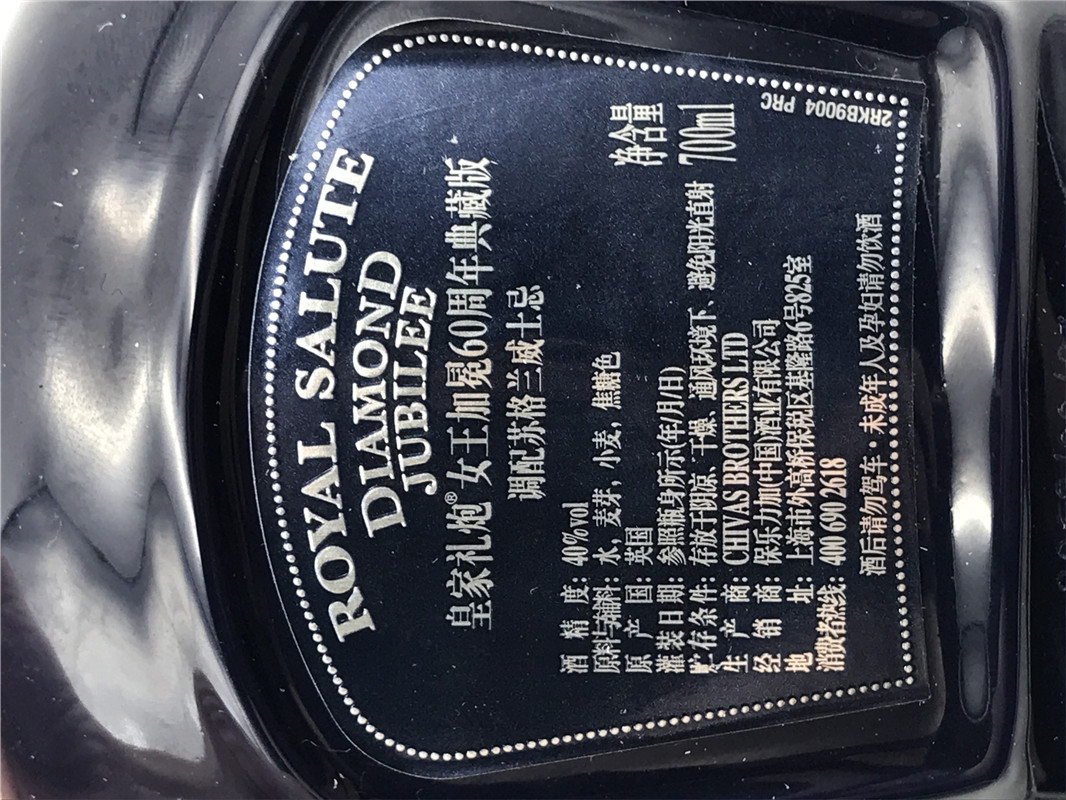 ROYAL SALUTE
DIAMOND
JUBILEE
皇家礼炮®女王加冕60周年典藏版
调配苏格兰威士忌
酒精度: 40%vol
原料与辅料: 水, 麦芽, 小麦, 焦糖色
原产国: 英国
灌装日期: 参照瓶身所示(年/月/日)
贮存条件: 存放于阴凉、干燥、通风环境下、避免阳光直射
生产商: CHIVAS BROTHERS LTD
经销商: 保乐力加(中国)酒业有限公司
地址: 上海市外高桥保税区基隆路6号825室
消费者热线: 400 690 2618
净含量
700ml
酒后请勿驾车·未成年人及孕妇请勿饮酒
2RKB9004 PRC